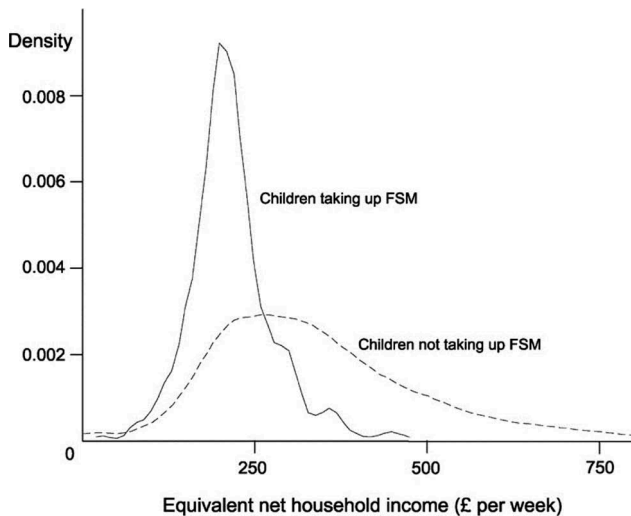 Density
0.008
0.006
Children taking up FSM
0.004
0.002
Children not taking up FSM
0
250
500
750
Equivalent net household income (£ per week)